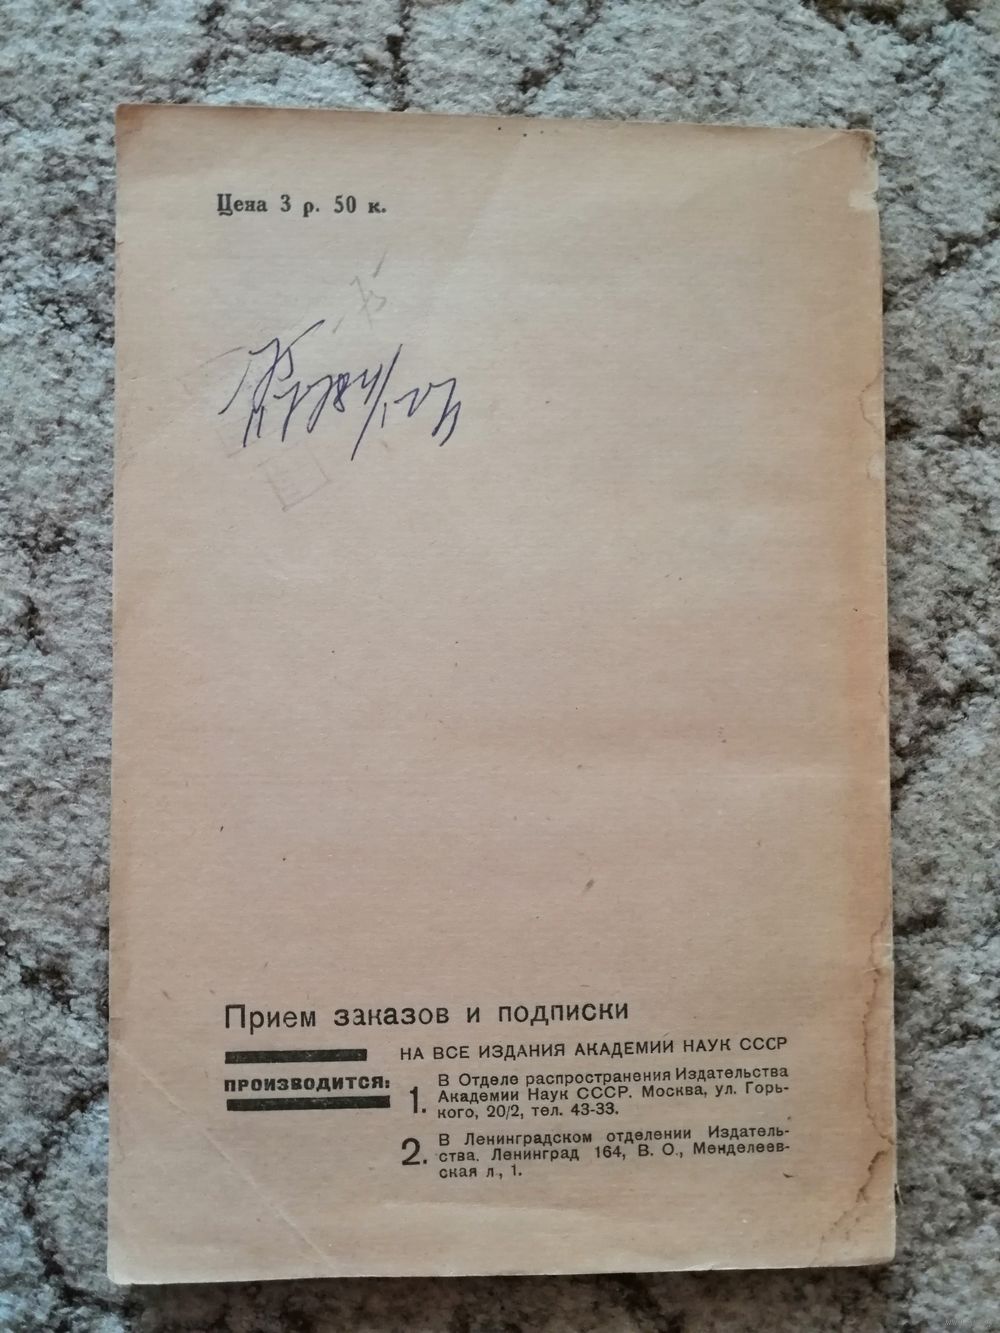 Цена 3 р. 50 к.
Прием заказов и подписки
НА ВСЕ ИЗДАНИЯ АКАДЕМИИ НАУК СССР
ПРОИЗВОДИТСЯ:
1. В Отделе распространения Издательства
Академии Наук СССР. Москва, ул. Горь-
кого, 20/2, тел. 43-33.
2. В Ленинградском отделении Издатель-
ства. Ленинград 164, В. О., Менделеев-
ская л., 1.